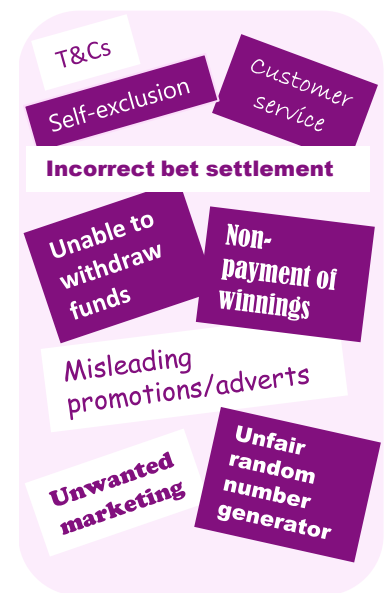 T&Cs
Self-exclusion
Customer
service
Incorrect bet settlement
Unable to
withdraw
funds
Non-
payment of
winnings
Misleading
promotions/adverts
Unwanted
marketing
Unfair
random
number
generator